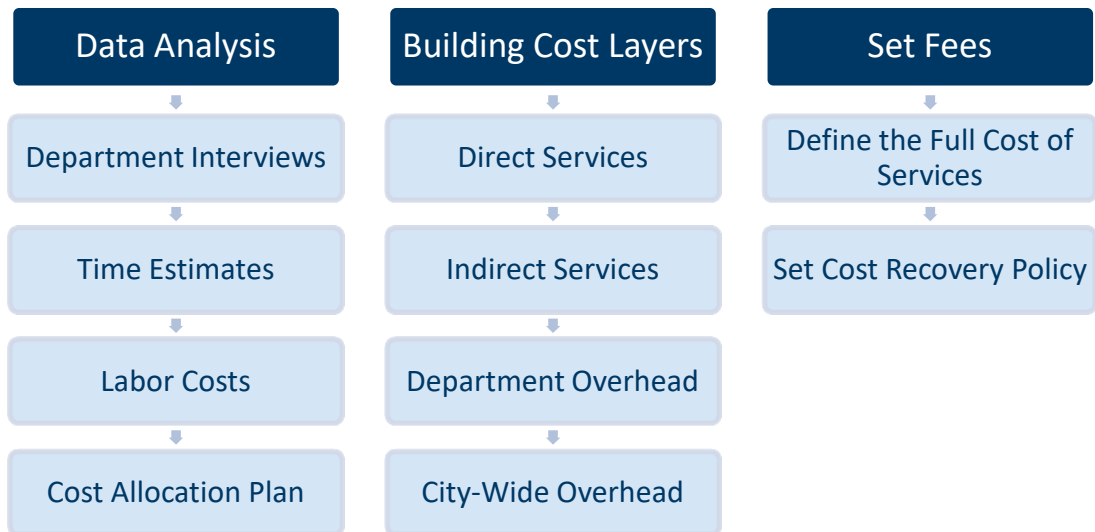 Data Analysis
Department Interviews
Time Estimates
Labor Costs
Cost Allocation Plan
Building Cost Layers
Direct Services
Indirect Services
Department Overhead
City-Wide Overhead
Set Fees
Define the Full Cost of
Services
Set Cost Recovery Policy